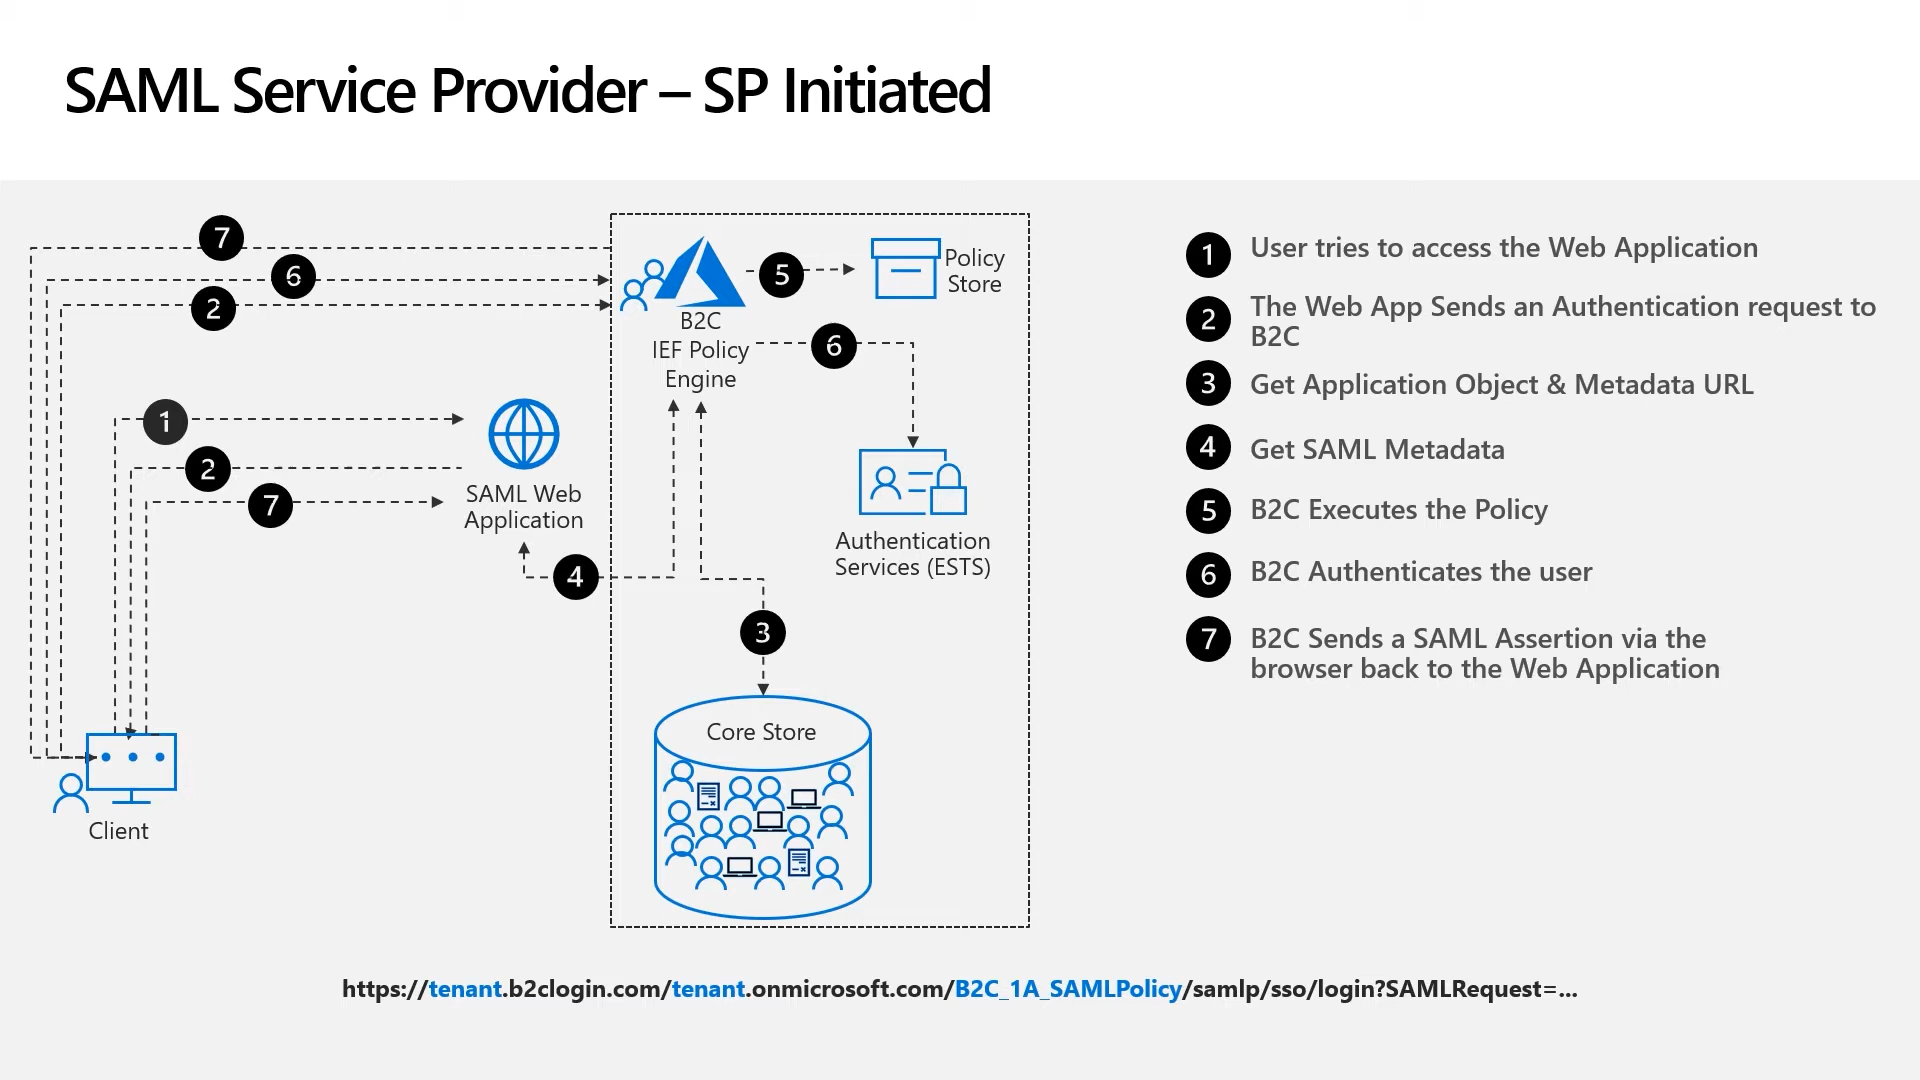 SAML Service Provider – SP Initiated
7
6
2
5
Policy
Store
B2C
IEF Policy
Engine
6
1
2
7
SAML Web
Application
4
Authentication
Services (ESTS)
3
Core Store
Client
1 User tries to access the Web Application
2 The Web App Sends an Authentication request to
B2C
3 Get Application Object & Metadata URL
4 Get SAML Metadata
5 B2C Executes the Policy
6 B2C Authenticates the user
7 B2C Sends a SAML Assertion via the
browser back to the Web Application
https://tenant.b2clogin.com/tenant.onmicrosoft.com/B2C_1A_SAMLPolicy/samlp/sso/login?SAMLRequest=...